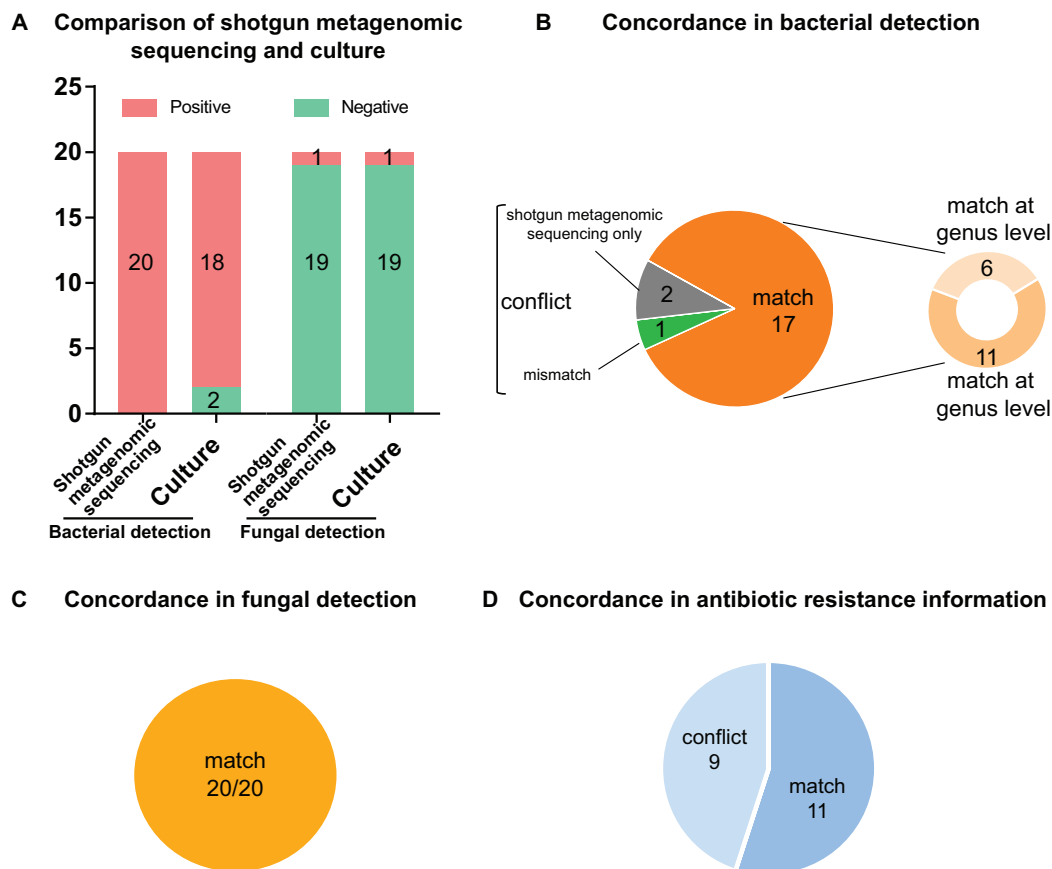 A Comparison of shotgun metagenomic
sequencing and culture
25
20
15
10
5
0
Positive
Negative
20
18
2
1
19
1
19
Shotgun
metagenomic
sequencing
Culture
Shotgun
metagenomic
sequencing
Culture
Bacterial detection
Fungal detection
B Concordance in bacterial detection
conflict
shotgun metagenomic
sequencing only
mismatch
2
1
match
17
match at
genus level
6
11
match at
genus level
C Concordance in fungal detection
match
20/20
D Concordance in antibiotic resistance information
conflict
9
match
11